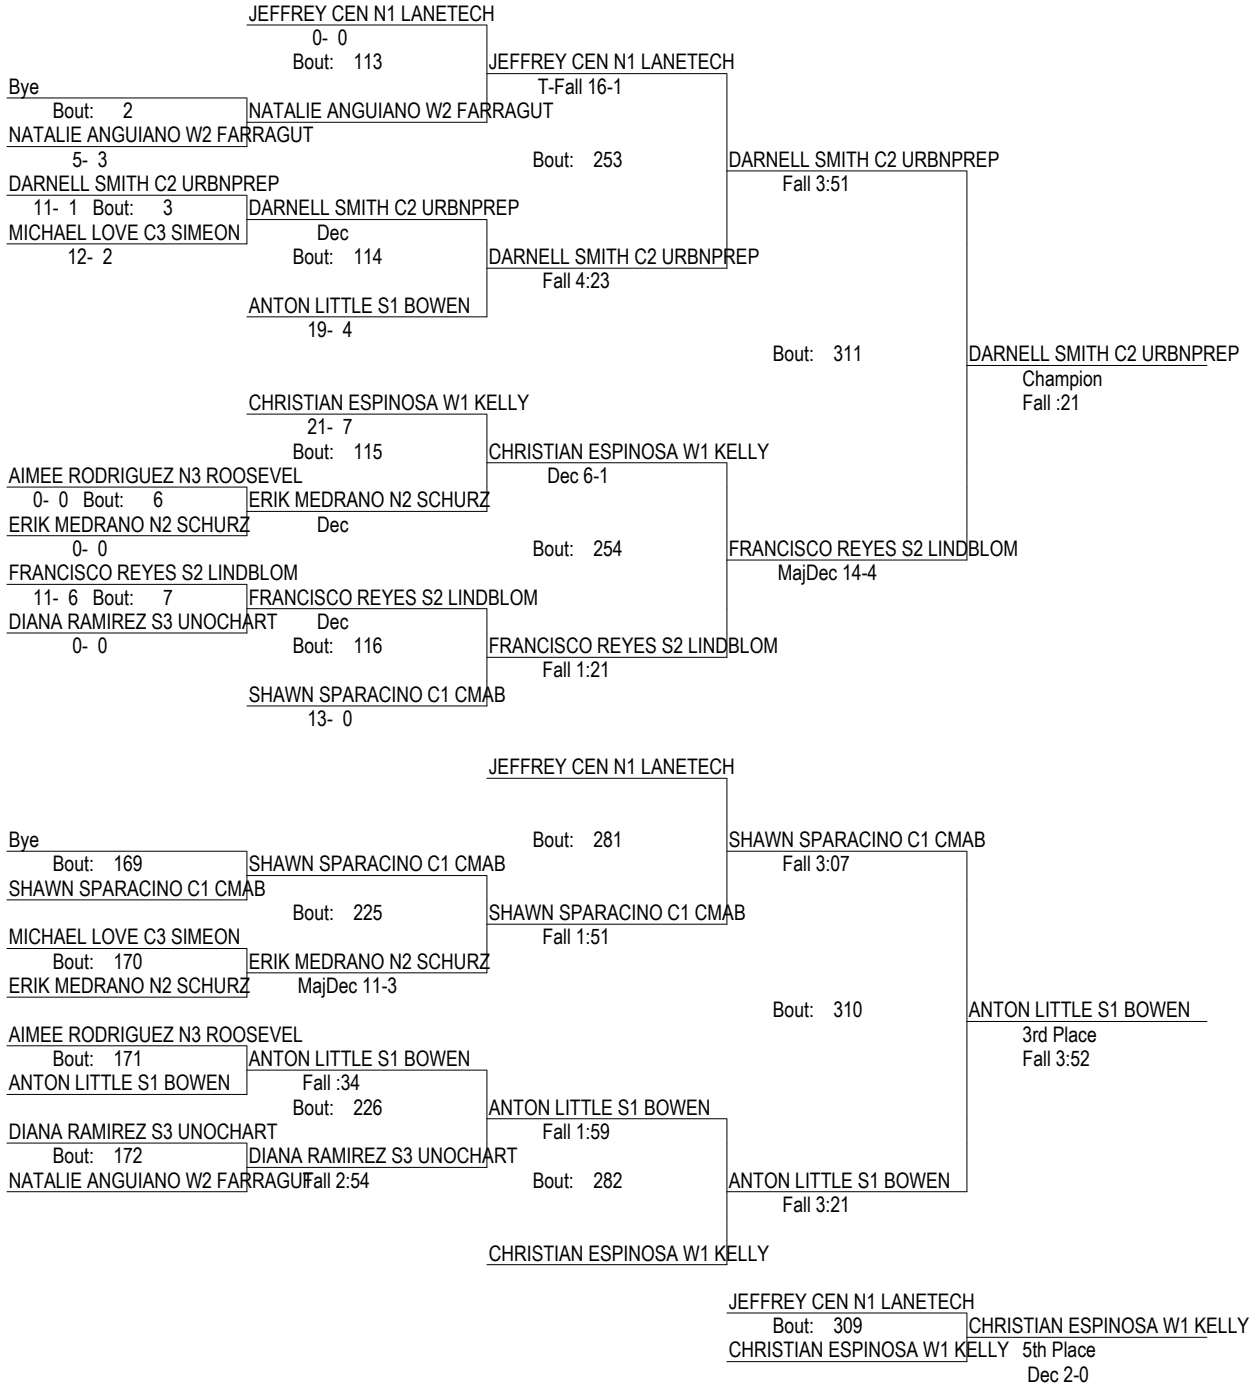 JEFFREY CEN N1 LANETECH
0- 0
Bout: 113 JEFFREY CEN N1 LANETECH
Bye T-Fall 16-1
Bout: 2 NATALIE ANGUIANO W2 FARRAGUT
NATALIE ANGUIANO W2 FARRAGUT
5- 3 Bout: 253 DARNELL SMITH C2 URBNPREP
DARNELL SMITH C2 URBNPREP Fall 3:51
11- 1 Bout: 3 DARNELL SMITH C2 URBNPREP
MICHAEL LOVE C3 SIMEON Dec
12- 2 Bout: 114 DARNELL SMITH C2 URBNPREP
Fall 4:23
ANTON LITTLE S1 BOWEN
19- 4
Bout: 311 DARNELL SMITH C2 URBNPREP
Champion
CHRISTIAN ESPINOSA W1 KELLY Fall :21
21- 7
Bout: 115 CHRISTIAN ESPINOSA W1 KELLY
AIMEE RODRIGUEZ N3 ROOSEVEL Dec 6-1
0- 0 Bout: 6 ERIK MEDRANO N2 SCHURZ
ERIK MEDRANO N2 SCHURZ Dec
0- 0 Bout: 254 FRANCISCO REYES S2 LINDBLOM
FRANCISCO REYES S2 LINDBLOM MajDec 14-4
11- 6 Bout: 7 FRANCISCO REYES S2 LINDBLOM
DIANA RAMIREZ S3 UNOCHART Dec
0- 0 Bout: 116 FRANCISCO REYES S2 LINDBLOM
Fall 1:21
SHAWN SPARACINO C1 CMAB
13- 0
JEFFREY CEN N1 LANETECH
Bye Bout: 281 SHAWN SPARACINO C1 CMAB
Bout: 169 SHAWN SPARACINO C1 CMAB Fall 3:07
SHAWN SPARACINO C1 CMAB
Bout: 225 SHAWN SPARACINO C1 CMAB
MICHAEL LOVE C3 SIMEON Fall 1:51
Bout: 170 ERIK MEDRANO N2 SCHURZ
ERIK MEDRANO N2 SCHURZ MajDec 11-3
Bout: 310 ANTON LITTLE S1 BOWEN
AIMEE RODRIGUEZ N3 ROOSEVEL 3rd Place
Bout: 171 ANTON LITTLE S1 BOWEN Fall 3:52
ANTON LITTLE S1 BOWEN Fall :34
Bout: 226 ANTON LITTLE S1 BOWEN
DIANA RAMIREZ S3 UNOCHART Fall 1:59
Bout: 172 DIANA RAMIREZ S3 UNOCHART
NATALIE ANGUIANO W2 FARRAGUT Fall 2:54 Bout: 282 ANTON LITTLE S1 BOWEN
Fall 3:21
CHRISTIAN ESPINOSA W1 KELLY
JEFFREY CEN N1 LANETECH
Bout: 309 CHRISTIAN ESPINOSA W1 KELLY
CHRISTIAN ESPINOSA W1 KELLY 5th Place
Dec 2-0